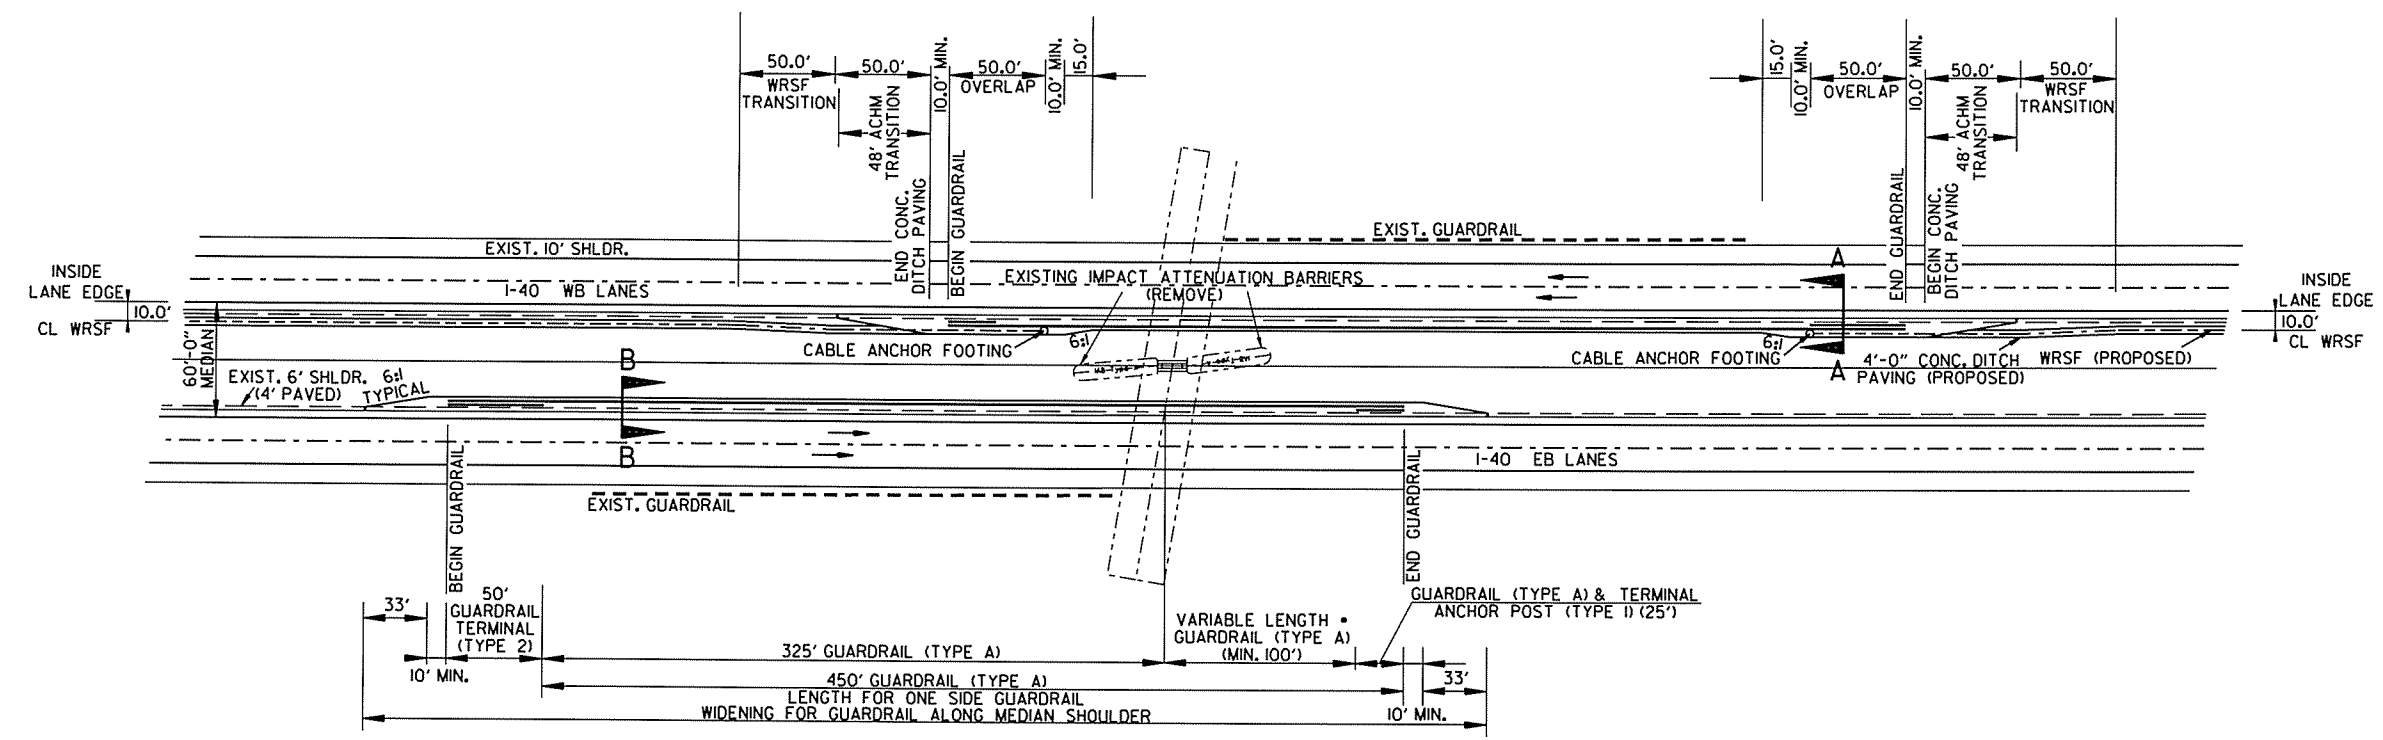 50.0'
WRSF
TRANSITION
50.0'
48' ACHM
TRANSITION
10.0' MIN.
50.0'
OVERLAP
10.0' MIN.
15.0'
15.0'
10.0' MIN.
50.0'
OVERLAP
10.0' MIN.
50.0'
48' ACHM
TRANSITION
50.0'
WRSF
TRANSITION
END CONC.
DITCH PAVING
BEGIN GUARDRAIL
END GUARDRAIL
BEGIN CONC.
DITCH PAVING
EXIST. 10' SHLDR.
EXIST. GUARDRAIL
INSIDE
LANE EDGE
10.0'
CL WRSF
I-40 WB LANES
EXISTING IMPACT ATTENUATION BARRIERS
(REMOVE)
A
INSIDE
LANE EDGE
10.0'
CL WRSF
60'-0"
MEDIAN
CABLE ANCHOR FOOTING
6:1
6:1
CABLE ANCHOR FOOTING
A
4'-0" CONC. DITCH
PAVING (PROPOSED)
WRSF (PROPOSED)
EXIST. 6' SHLDR.
(4' PAVED)
6:1
TYPICAL
B
B
I-40 EB LANES
EXIST. GUARDRAIL
BEGIN GUARDRAIL
END GUARDRAIL
33'
10' MIN.
50'
GUARDRAIL
TERMINAL
(TYPE 2)
325' GUARDRAIL (TYPE A)
VARIABLE LENGTH *
GUARDRAIL (TYPE A)
(MIN. 100')
GUARDRAIL (TYPE A) & TERMINAL
ANCHOR POST (TYPE 1) (25')
450' GUARDRAIL (TYPE A)
LENGTH FOR ONE SIDE GUARDRAIL
33'
10' MIN.
WIDENING FOR GUARDRAIL ALONG MEDIAN SHOULDER